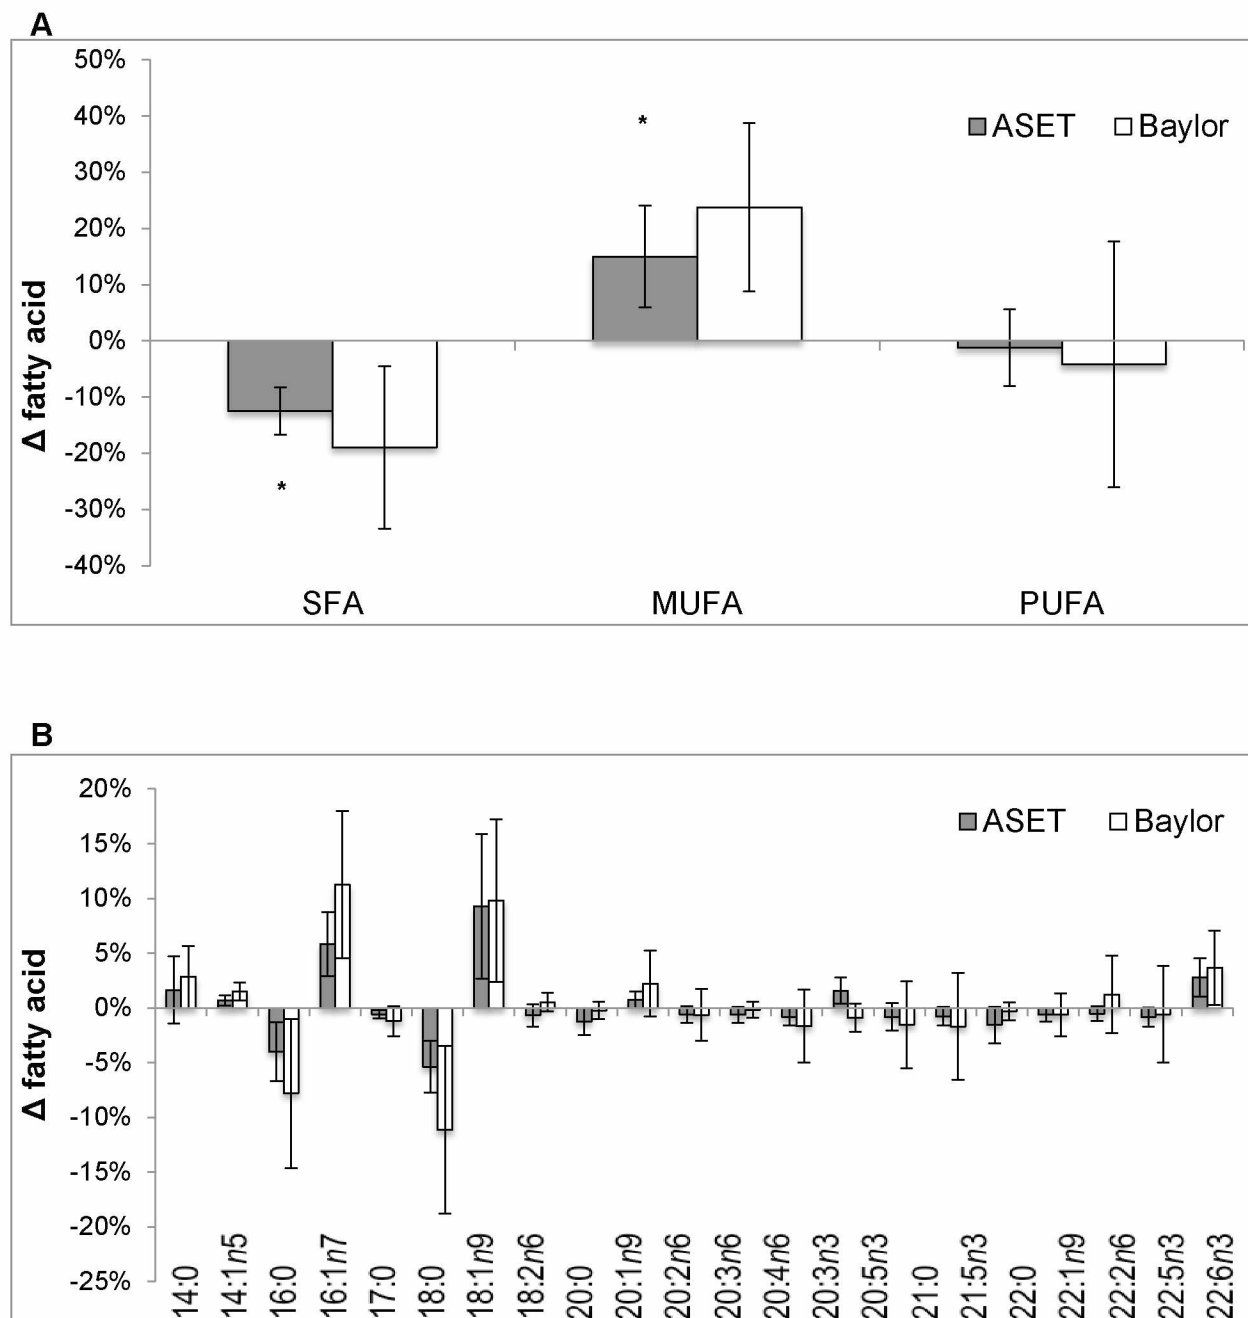 A
50%
40%
30%
20%
10%
0%
-10%
-20%
-30%
-40%
Δ fatty acid
*
*
ASET Baylor
SFA MUFA PUFA
B
20%
15%
10%
5%
0%
-5%
-10%
-15%
-20%
-25%
Δ fatty acid
ASET Baylor
14:0
14:1n5
16:0
16:1n7
17:0
18:0
18:1n9
18:2n6
20:0
20:1n9
20:2n6
20:3n6
20:4n6
20:3n3
20:5n3
21:0
21:5n3
22:0
22:1n9
22:2n6
22:5n3
22:6n3